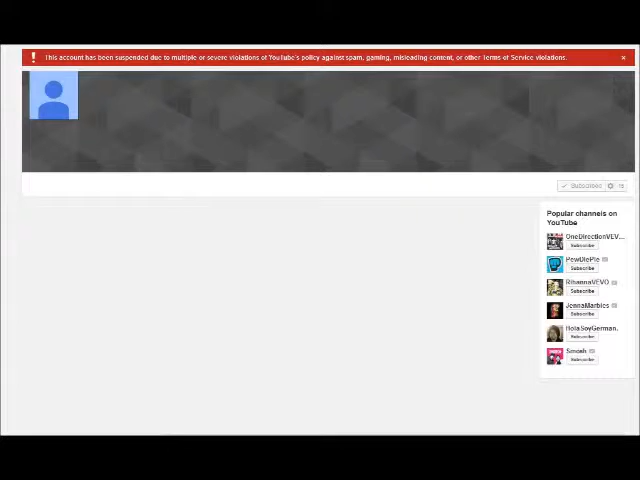 This account has been suspended due to multiple or severe violations of YouTube's policy against spam, gaming, misleading content, or other Terms of Service violations.
Subscribed
Popular channels on
YouTube
OneDirectionVEV...
Subscribe
PewDiePie
Subscribe
RihannaVEVO
Subscribe
JennaMarbles
Subscribe
HolaSoyGerman.
Subscribe
Smosh
Subscribe